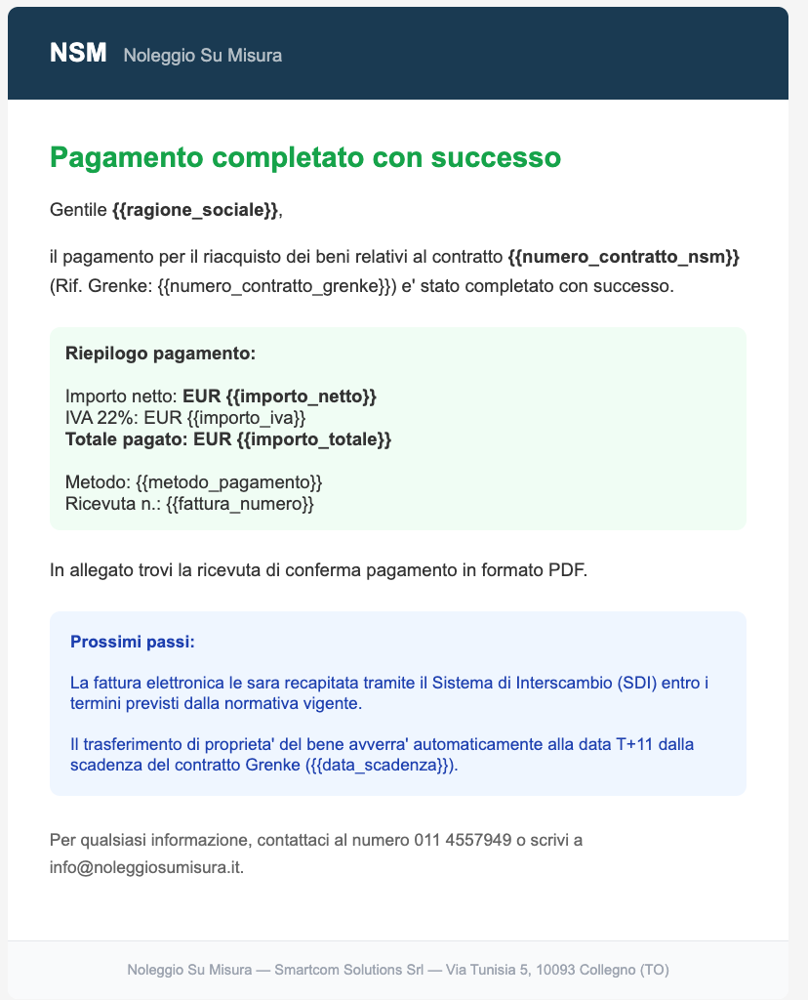 NSM Noleggio Su Misura
Pagamento completato con successo
Gentile {{ragione_sociale}},
il pagamento per il riacquisto dei beni relativi al contratto {{numero_contratto_nsm}}
(Rif. Grenke: {{numero_contratto_grenke}}) e' stato completato con successo.
Riepilogo pagamento:
Importo netto: EUR {{importo_netto}}
IVA 22%: EUR {{importo_iva}}
Totale pagato: EUR {{importo_totale}}
Metodo: {{metodo_pagamento}}
Ricevuta n.: {{fattura_numero}}
In allegato trovi la ricevuta di conferma pagamento in formato PDF.
Prossimi passi:
La fattura elettronica le sara recapitata tramite il Sistema di Interscambio (SDI) entro i
termini previsti dalla normativa vigente.
Il trasferimento di proprieta' del bene avverra' automaticamente alla data T+11 dalla
scadenza del contratto Grenke ({{data_scadenza}}).
Per qualsiasi informazione, contattaci al numero 011 4557949 o scrivi a
info@noleggiosumisura.it.
Noleggio Su Misura — Smartcom Solutions Srl — Via Tunisia 5, 10093 Collegno (TO)